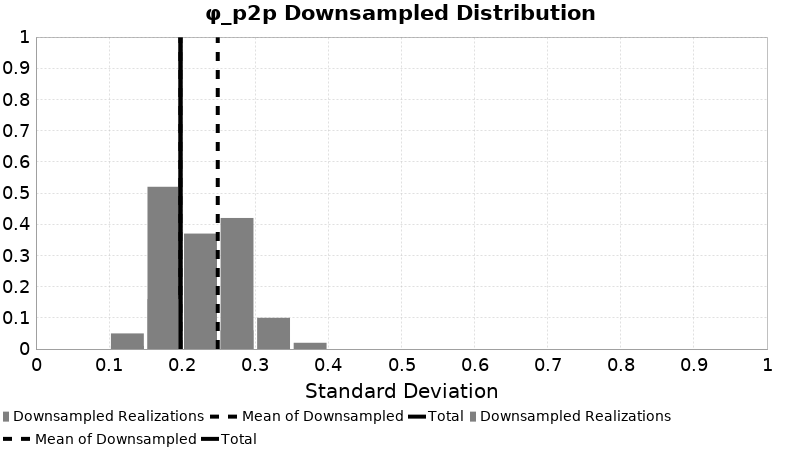 φ_p2p Downsampled Distribution
1
0.9
0.8
0.7
0.6
0.5
0.4
0.3
0.2
0.1
0
0 0.1 0.2 0.3 0.4 0.5 0.6 0.7 0.8 0.9 1
Standard Deviation
Downsampled Realizations Mean of Downsampled Total Downsampled Realizations
Mean of Downsampled Total